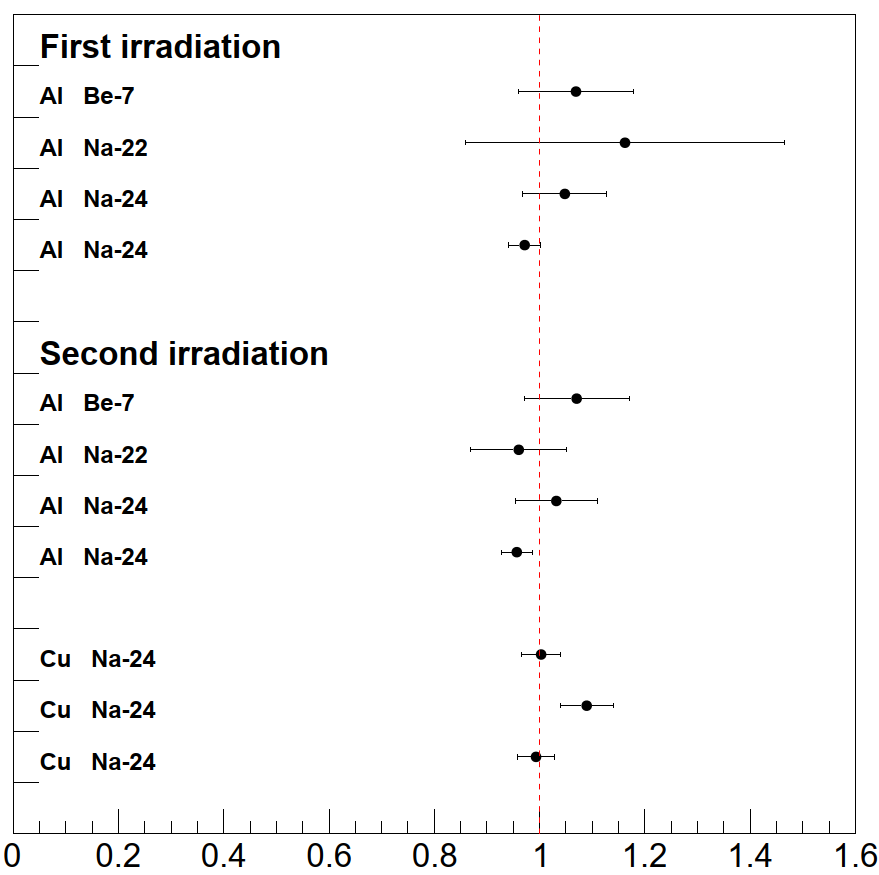 First irradiation
Al Be-7
Al Na-22
Al Na-24
Al Na-24
Second irradiation
Al Be-7
Al Na-22
Al Na-24
Al Na-24
Cu Na-24
Cu Na-24
Cu Na-24
0 0.2 0.4 0.6 0.8 1 1.2 1.4 1.6